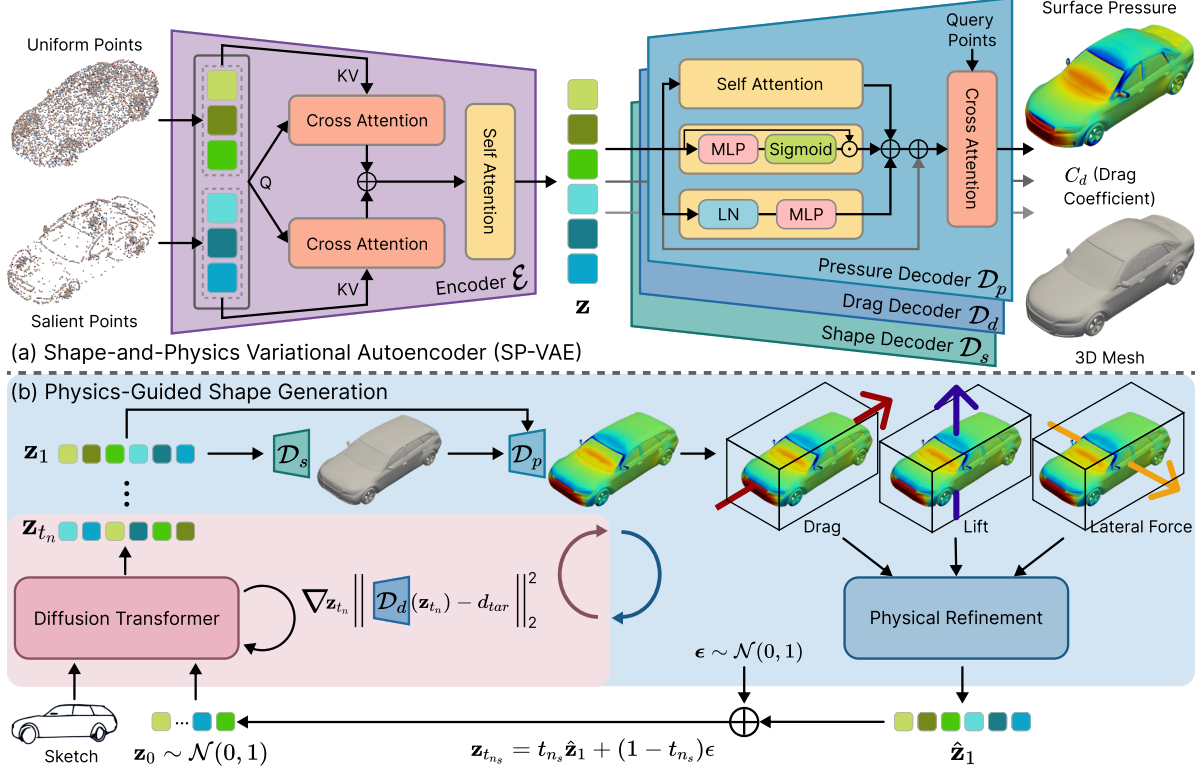 Uniform Points
Salient Points
KV
Cross Attention
Q
Cross Attention
KV
Self Attention
Encoder ℰ
z
Query
Points
Self Attention
MLP
Sigmoid
LN
MLP
Cross Attention
Pressure Decoder 𝒟_p
Drag Decoder 𝒟_d
Shape Decoder 𝒟_s
Surface Pressure
C_d (Drag
Coefficient)
3D Mesh
(a) Shape-and-Physics Variational Autoencoder (SP-VAE)
(b) Physics-Guided Shape Generation
z_1
𝒟_s
𝒟_p
Drag
Lift
Lateral Force
z_{t_n}
Diffusion Transformer
∇_{z_{t_n}} || 𝒟_d(z_{t_n}) − d_{tar} ||_2^2
Physical Refinement
ϵ ∼ 𝒩(0, 1)
Sketch
...
z_0 ∼ 𝒩(0, 1)
z_{t_{n_s}} = t_{n_s} ẑ_1 + (1 − t_{n_s})ϵ
ẑ_1